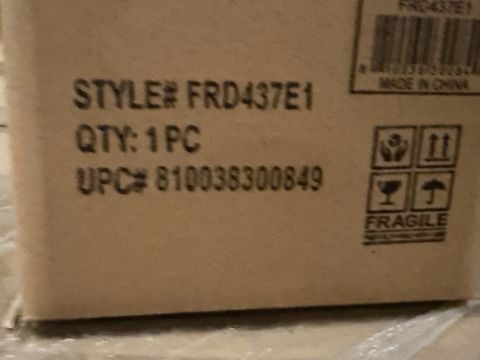 FRD437E1
MADE IN CHINA
STYLE# FRD437E1
QTY: 1 PC
UPC# 810038300849
FRAGILE